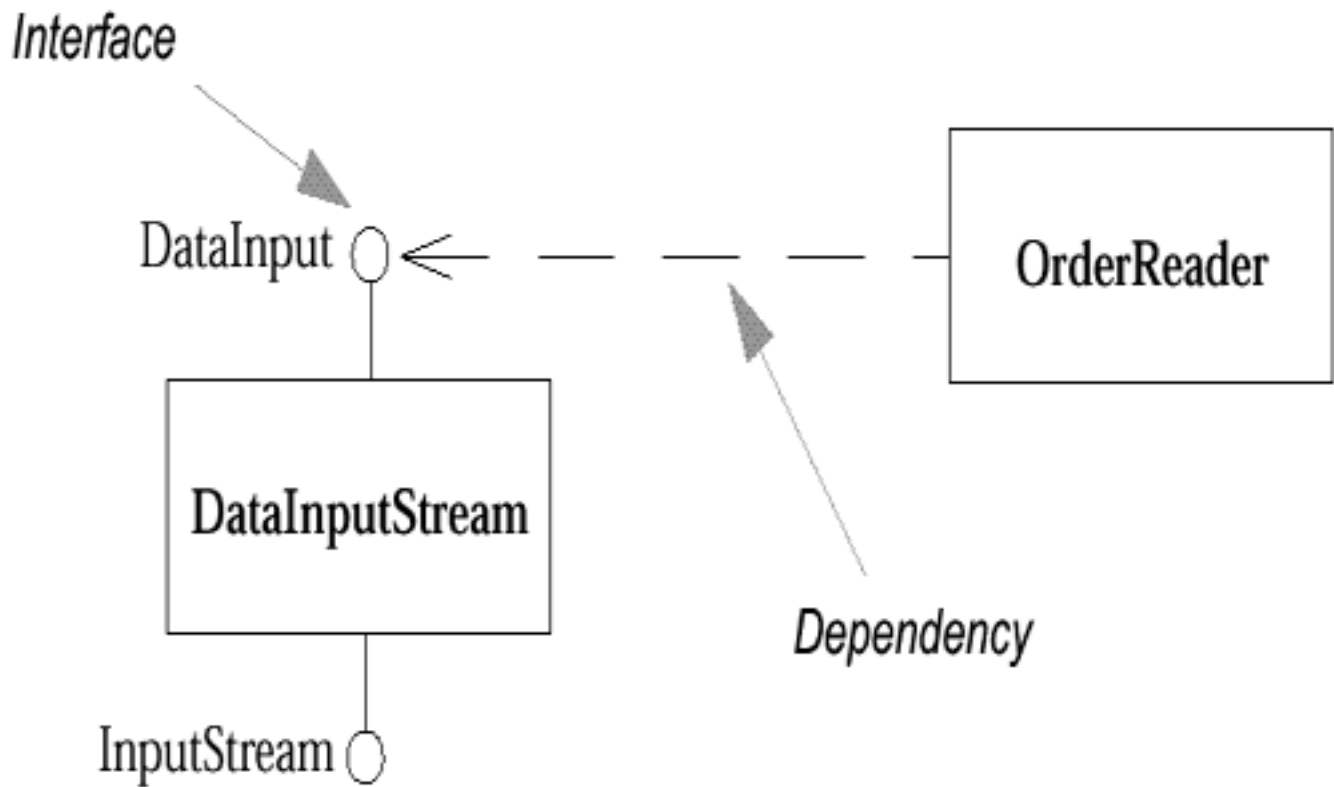 Interface
DataInput
OrderReader
DataInputStream
Dependency
InputStream